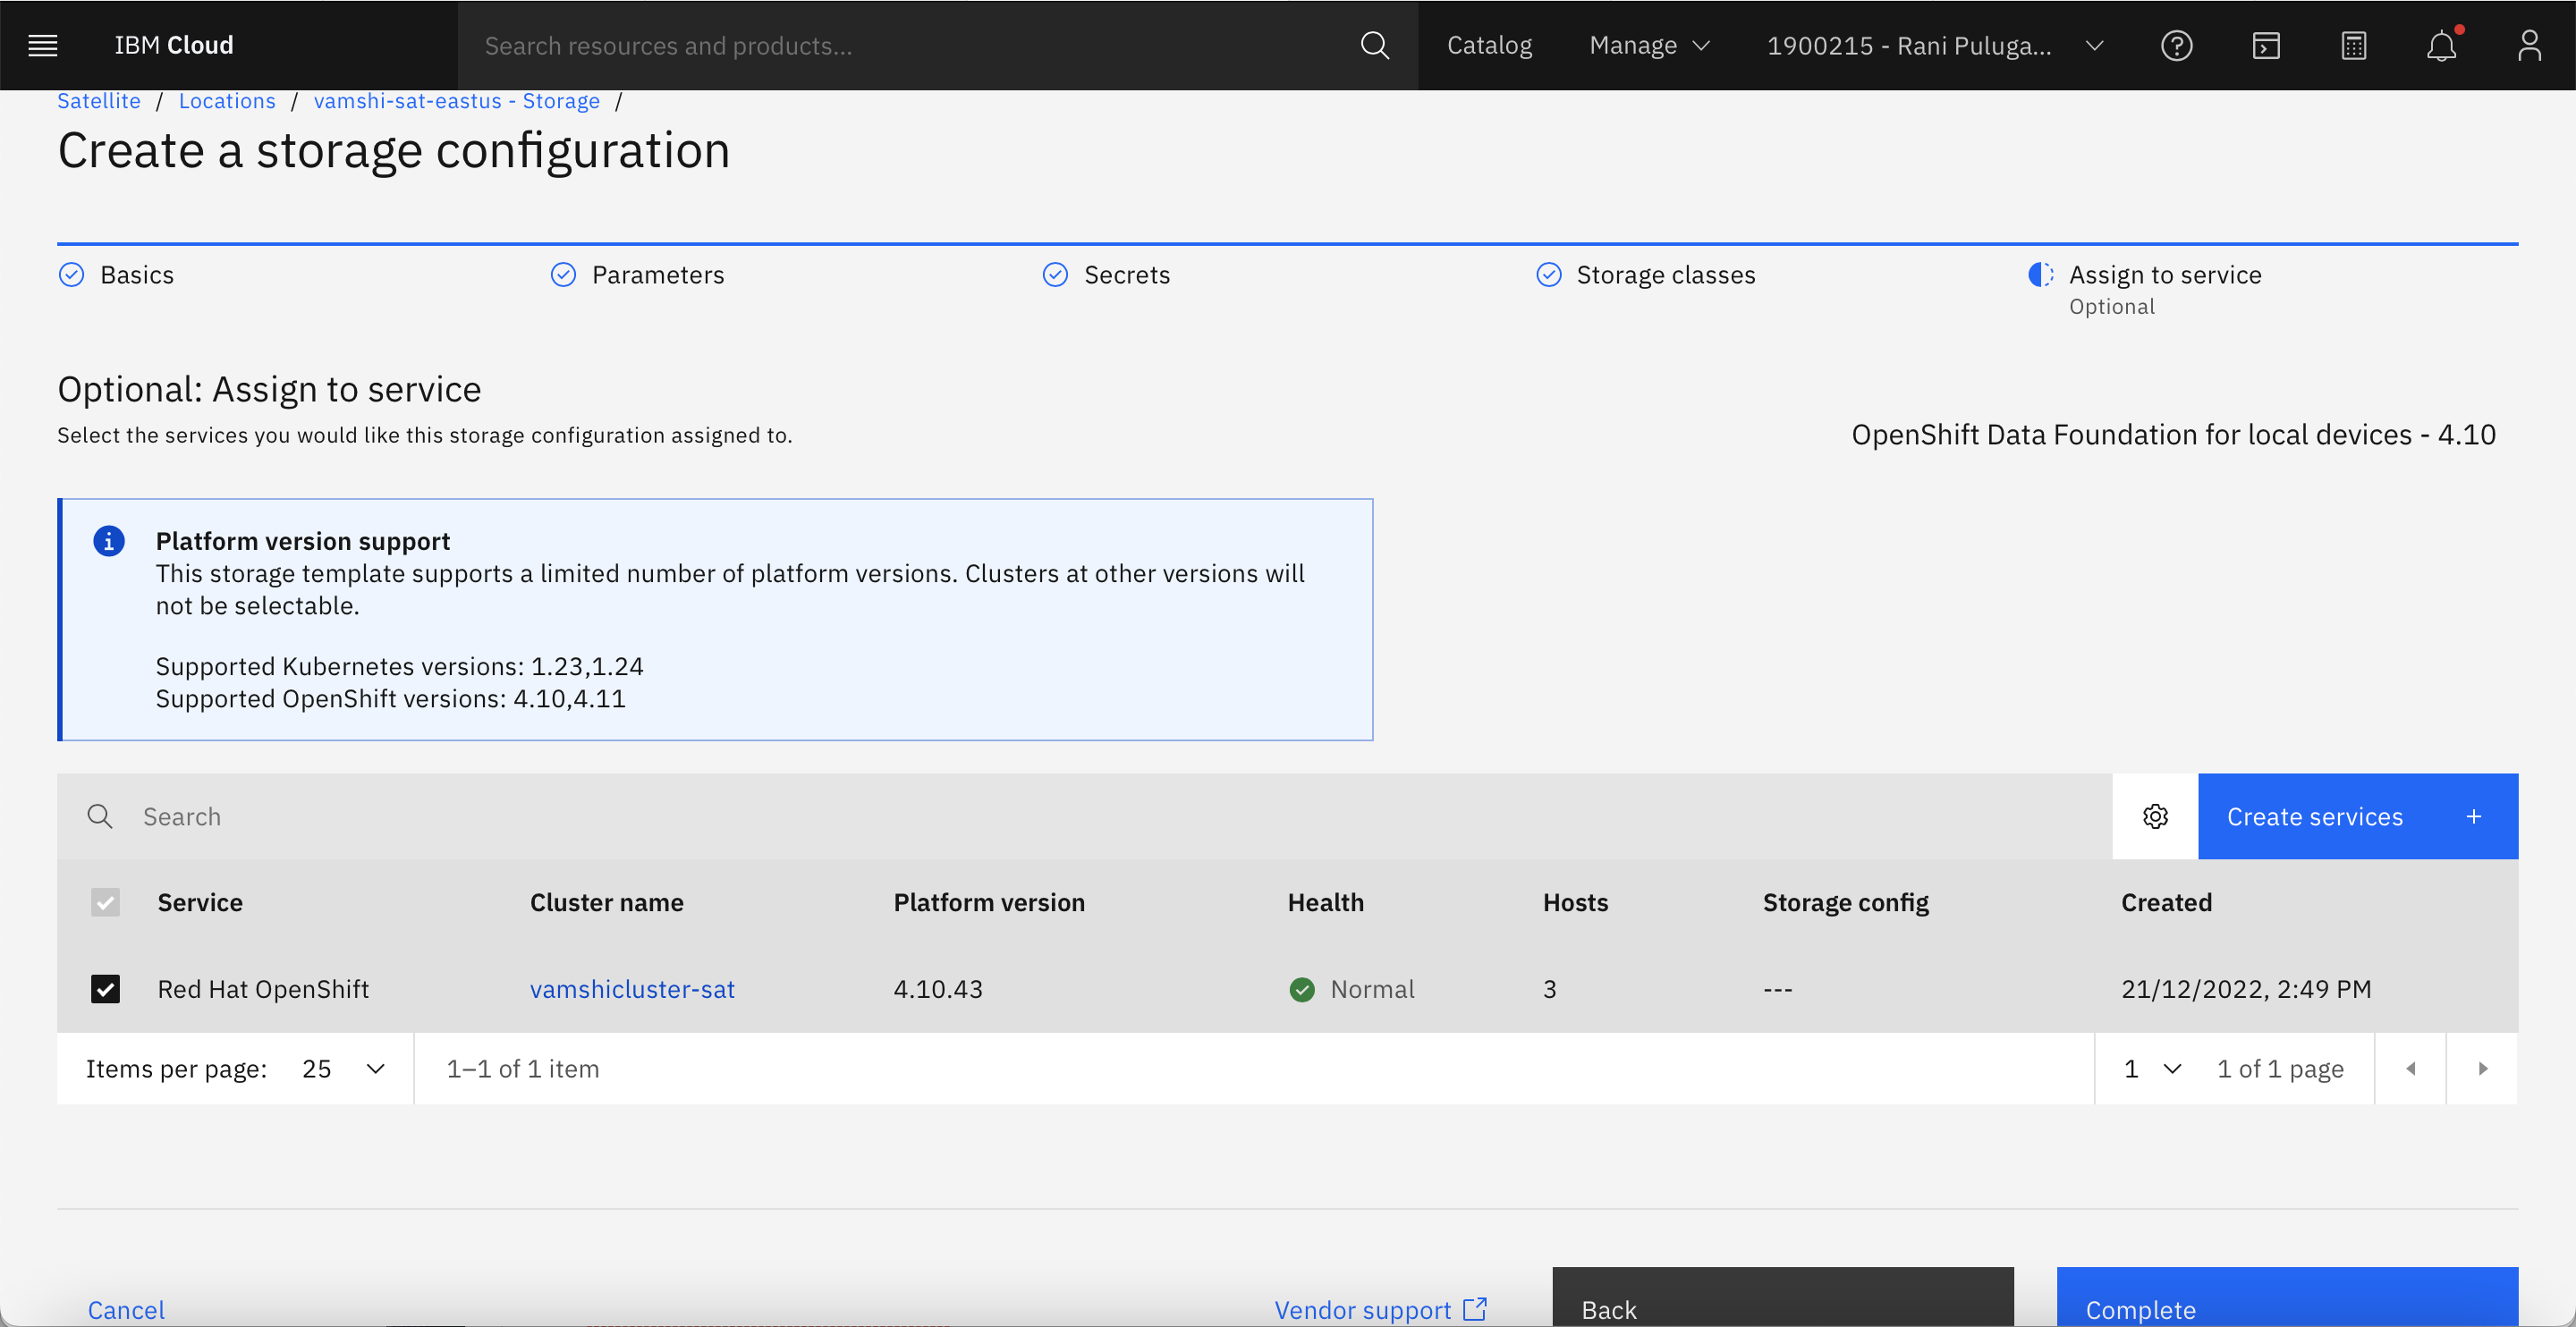 IBM Cloud
Search resources and products...
Catalog
Manage
1900215 - Rani Puluga...
Satellite / Locations / vamshi-sat-eastus - Storage /
Create a storage configuration
Basics
Parameters
Secrets
Storage classes
Assign to service
Optional
Optional: Assign to service
Select the services you would like this storage configuration assigned to.
OpenShift Data Foundation for local devices - 4.10
Platform version support
This storage template supports a limited number of platform versions. Clusters at other versions will
not be selectable.
Supported Kubernetes versions: 1.23,1.24
Supported OpenShift versions: 4.10,4.11
Search
Create services +
Service Cluster name Platform version Health Hosts Storage config Created
Red Hat OpenShift vamshicluster-sat 4.10.43 Normal 3 --- 21/12/2022, 2:49 PM
Items per page: 25 1–1 of 1 item 1 1 of 1 page
Cancel
Vendor support
Back
Complete